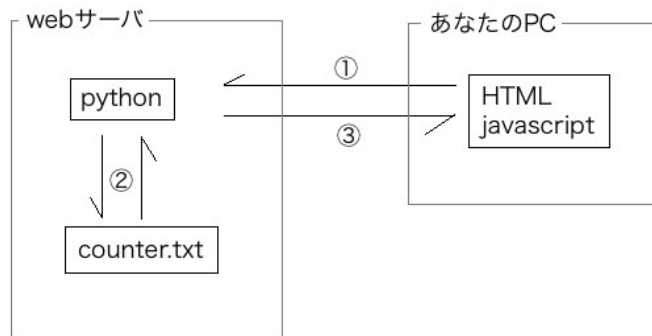 webサーバ
あなたのPC
①
python
HTML
javascript
③
②
counter.txt